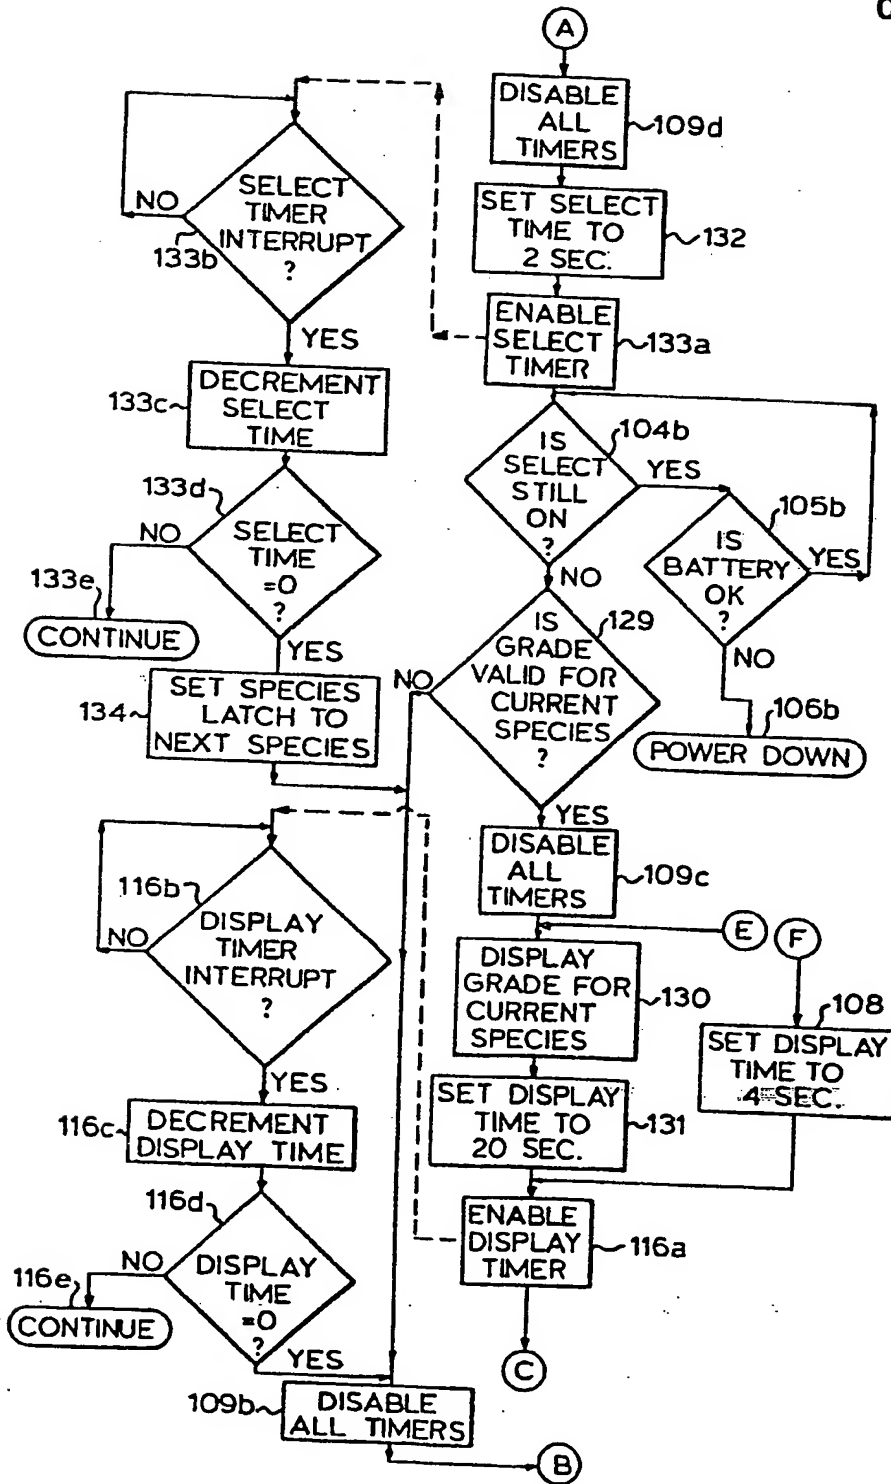 A
DISABLE
ALL
TIMERS
109d
SET SELECT
TIME TO
2 SEC.
132
ENABLE
SELECT
TIMER
133a
SELECT
TIMER
INTERRUPT
?
NO
133b
YES
DECREMENT
SELECT
TIME
133c
133d
SELECT
TIME
=0
?
NO
133e
CONTINUE
YES
SET SPECIES
LATCH TO
NEXT SPECIES
134
IS
SELECT
STILL
ON
?
104b
YES
NO
105b
IS
BATTERY
OK
?
YES
NO
106b
POWER DOWN
IS
GRADE
VALID FOR
CURRENT
SPECIES
?
129
NO
YES
DISABLE
ALL
TIMERS
109c
E
F
DISPLAY
GRADE FOR
CURRENT
SPECIES
130
108
SET DISPLAY
TIME TO
4 SEC.
SET DISPLAY
TIME TO
20 SEC.
131
ENABLE
DISPLAY
TIMER
116a
C
116b
DISPLAY
TIMER
INTERRUPT
?
NO
YES
DECREMENT
DISPLAY TIME
116c
116d
DISPLAY
TIME
=0
?
NO
116e
CONTINUE
YES
109b
DISABLE
ALL TIMERS
B